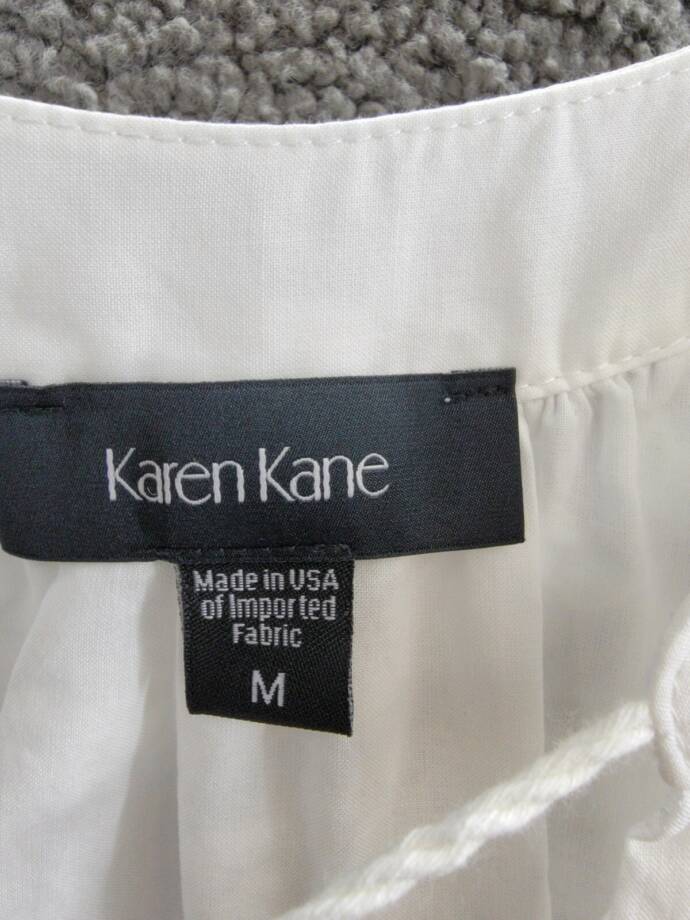 Karen Kane
Made in USA
of Imported
Fabric
M